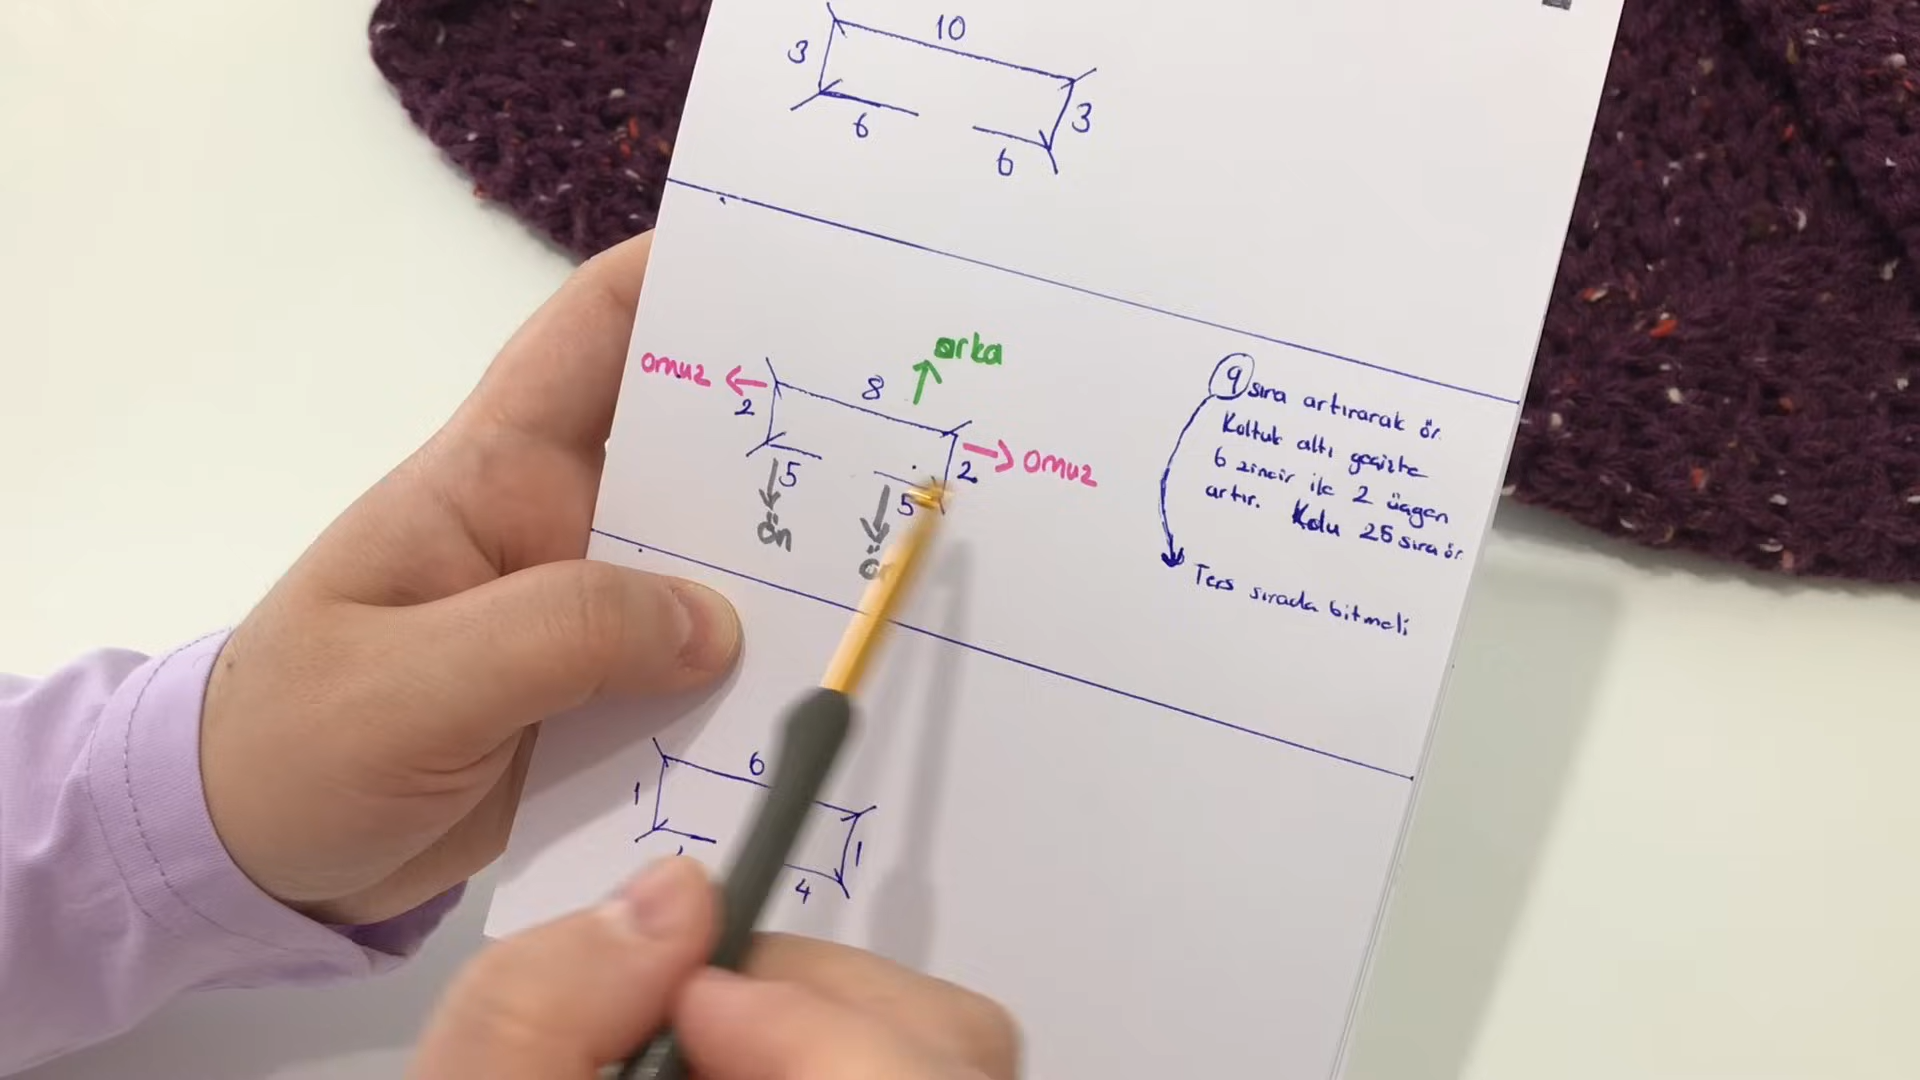 10
3
3
6
6
orka
omuz
8
2
2
omuz
5
5
ön
9 sıra artırarak ör.
Koltuk altı geçişte
6 zincir ile 2 üçgen
artır. Kolu 25 sıra ör.
Ters sırada bitmeli
6
1
1
4